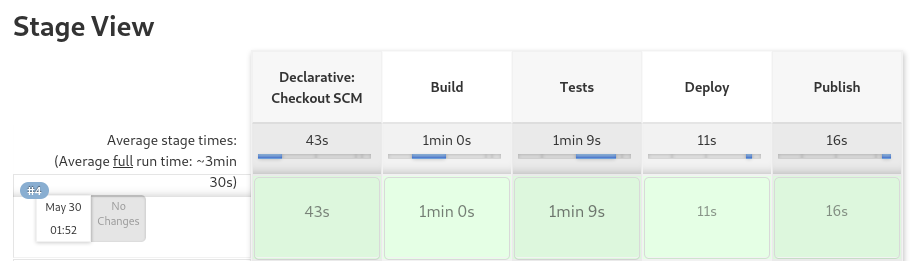 Stage View
Declarative:
Checkout SCM
Build
Tests
Deploy
Publish
Average stage times:
(Average full run time: ~3min
30s)
43s
1min 0s
1min 9s
11s
16s
#4
May 30
01:52
No
Changes
43s
1min 0s
1min 9s
11s
16s